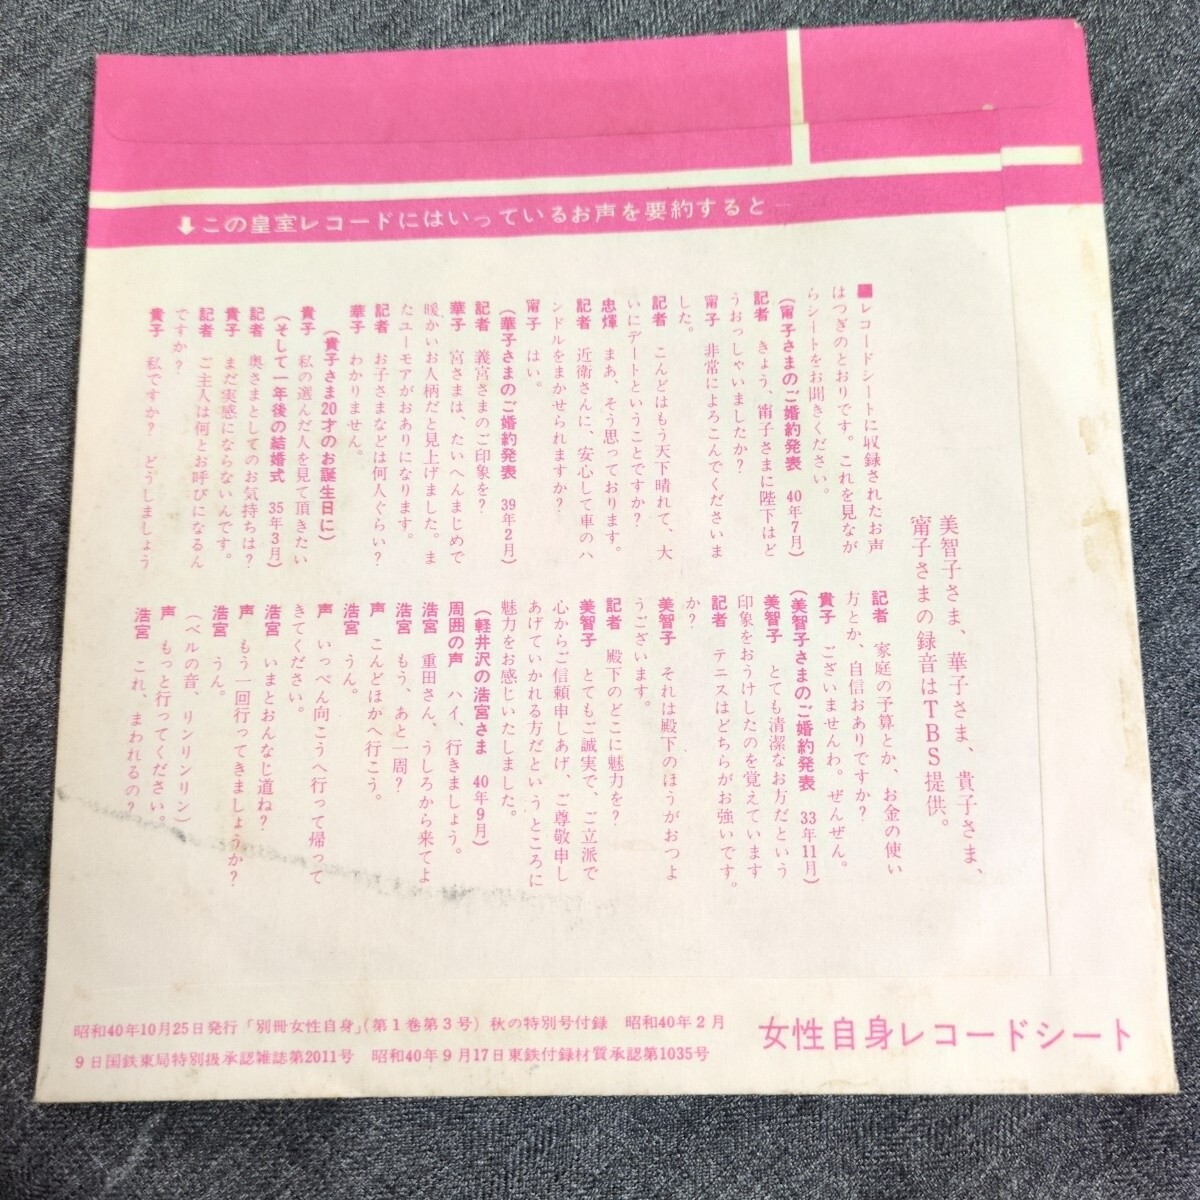 ⬇この皇室レコードにはいっているお声を要約すると—
■レコードシートに収録されたお声
はつぎのとおりです。これを見なが
らシートをお聞きください。
(甯子さまのご婚約発表　40年7月)
記者　きょう、甯子さまに陛下はど
うおっしゃいましたか？
甯子　非常によろこんでくださいま
した。
記者　こんどはもう天下晴れて、大
いにデートということですか？
忠煇　まあ、そう思っております。
記者　近衛さんに、安心して車のハ
ンドルをまかせられますか？
甯子　はい。
(華子さまのご婚約発表　39年2月)
記者　義宮さまのご印象を？
華子　宮さまは、たいへんまじめで
暖かいお人柄だと見上げました。ま
たユーモアがおありになります。
記者　お子さまなどは何人ぐらい？
華子　わかりません。
(貴子さま20才のお誕生日に)
貴子　私の選んだ人を見て頂きたい
(そして一年後の結婚式　35年3月)
記者　奥さまとしてのお気持ちは？
貴子　まだ実感にならないんです。
記者　ご主人は何とお呼びになるん
ですか？
貴子　私ですか？　どうしましょう
美智子さま、華子さま、貴子さま、
甯子さまの録音はTBS提供。
記者　家庭の予算とか、お金の使い
方とか、自信おありですか？
貴子　ございませんわ。ぜんぜん。
(美智子さまのご婚約発表　33年11月)
美智子　とても清潔なお方だという
印象をおうけしたのを覚えています
記者　テニスはどちらがお強いです。
か？
美智子　それは殿下のほうがおつよ
うございます。
記者　殿下のどこに魅力を？
美智子　とてもご誠実で、ご立派で
心からご信頼申しあげ、ご尊敬申し
あげていかれる方だというところに
魅力をお感じいたしました。
(軽井沢の浩宮さま　40年9月)
周囲の声　ハイ、行きましょう。
浩宮　重田さん、うしろから来てよ
浩宮　もう、あと一周？
声　こんどほかへ行こう。
浩宮　うん。
声　いっぺん向こうへ行って帰って
きてください。
浩宮　いまとおんなじ道ね？
声　もう一回行ってきましょうか？
浩宮　うん。
(ベルの音、リンリンリン)
声　もっと行ってください。
浩宮　これ、まわれるの？
昭和40年10月25日発行「別冊女性自身」(第1巻第3号)秋の特別号付録　昭和40年2月
9日国鉄東局特別扱承認雑誌第2011号　昭和40年9月17日東鉄付録材質承認第1035号
女性自身レコードシート